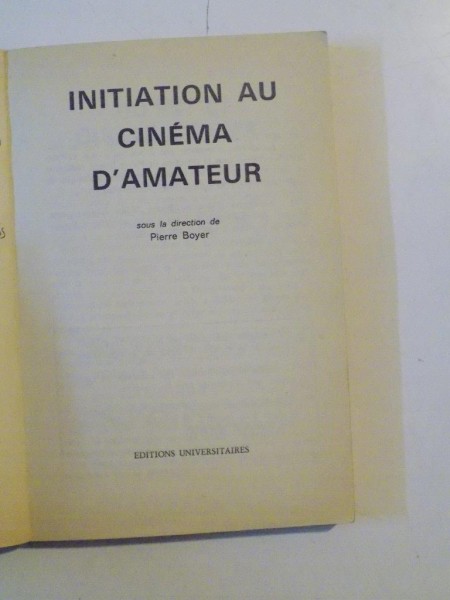 INITIATION AU
CINÉMA
D'AMATEUR
sous la direction de
Pierre Boyer
EDITIONS UNIVERSITAIRES